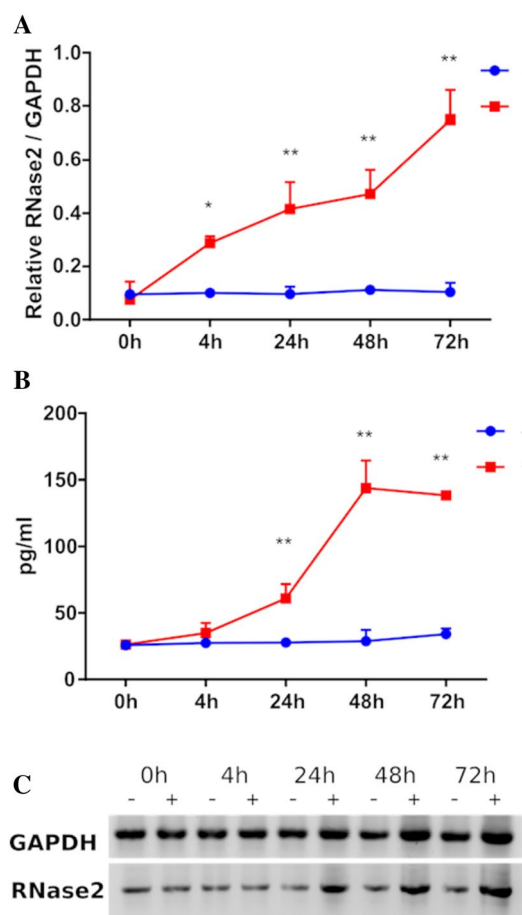 A
Relative RNase2 / GAPDH
1.0
0.8
0.6
0.4
0.2
0.0
*
**
**
**
0h 4h 24h 48h 72h
B
pg/ml
200
150
100
50
0
**
**
**
0h 4h 24h 48h 72h
C
0h 4h 24h 48h 72h
- + - + - + - + - +
GAPDH
RNase2